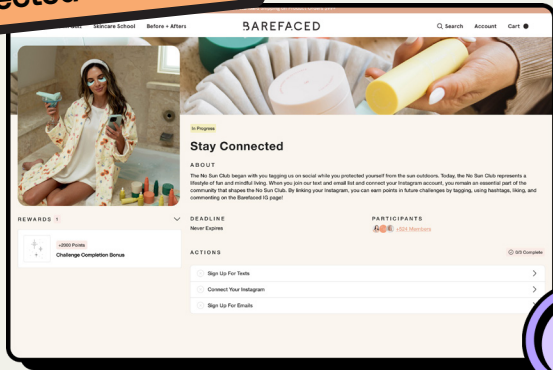 Skincare School
Before + Afters
BAREFACED
Search
Account
Cart
In Progress
Stay Connected
ABOUT
The No Sun Club began with you tagging us on social while you protected yourself from the sun outdoors. Today, the No Sun Club represents a
lifestyle of fun and mindful living. When you join our text and email list and connect your Instagram account, you remain an essential part of the
community that shapes the No Sun Club. By linking your Instagram, you can earn points in future challenges by tagging, using hashtags, liking, and
commenting on the Barefaced IG page!
REWARDS 1
+2000 Points
Challenge Completion Bonus
DEADLINE
Never Expires
PARTICIPANTS
Members
ACTIONS
0/3 Complete
Sign Up For Texts
Connect Your Instagram
Sign Up For Emails